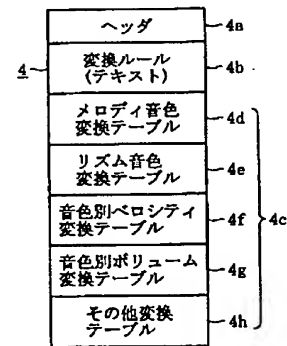 ヘッダ
4a
4
変換ルール
(テキスト)
4b
メロディ音色
変換テーブル
4d
リズム音色
変換テーブル
4e
音色別ベロシティ
変換テーブル
4f
4c
音色別ボリューム
変換テーブル
4g
その他変換
テーブル
4h